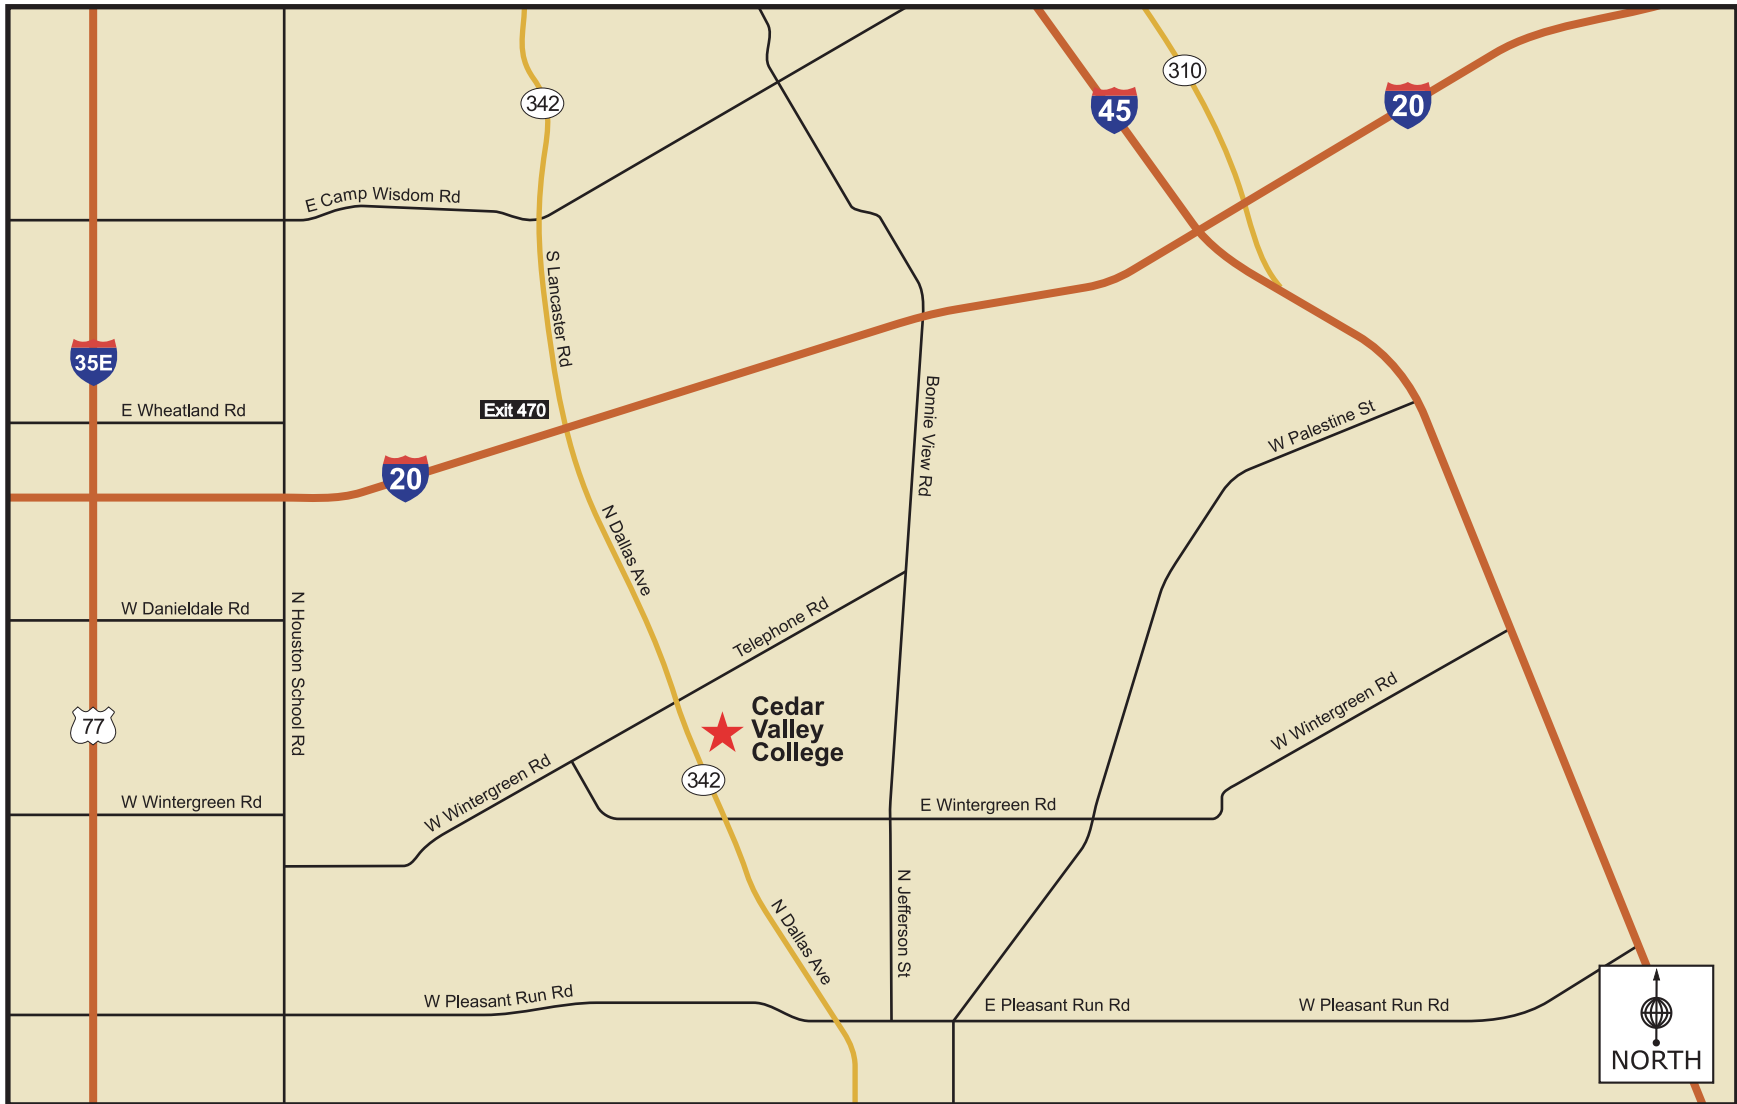 310
45
20
342
E Camp Wisdom Rd
S Lancaster Rd
35E
Exit 470
E Wheatland Rd
Bonnie View Rd
W Palestine St
20
N Dallas Ave
W Danieldale Rd
N Houston School Rd
Telephone Rd
77
Cedar
Valley
College
W Wintergreen Rd
342
W Wintergreen Rd
W Wintergreen Rd
E Wintergreen Rd
N Jefferson St
N Dallas Ave
W Pleasant Run Rd
E Pleasant Run Rd
W Pleasant Run Rd
NORTH